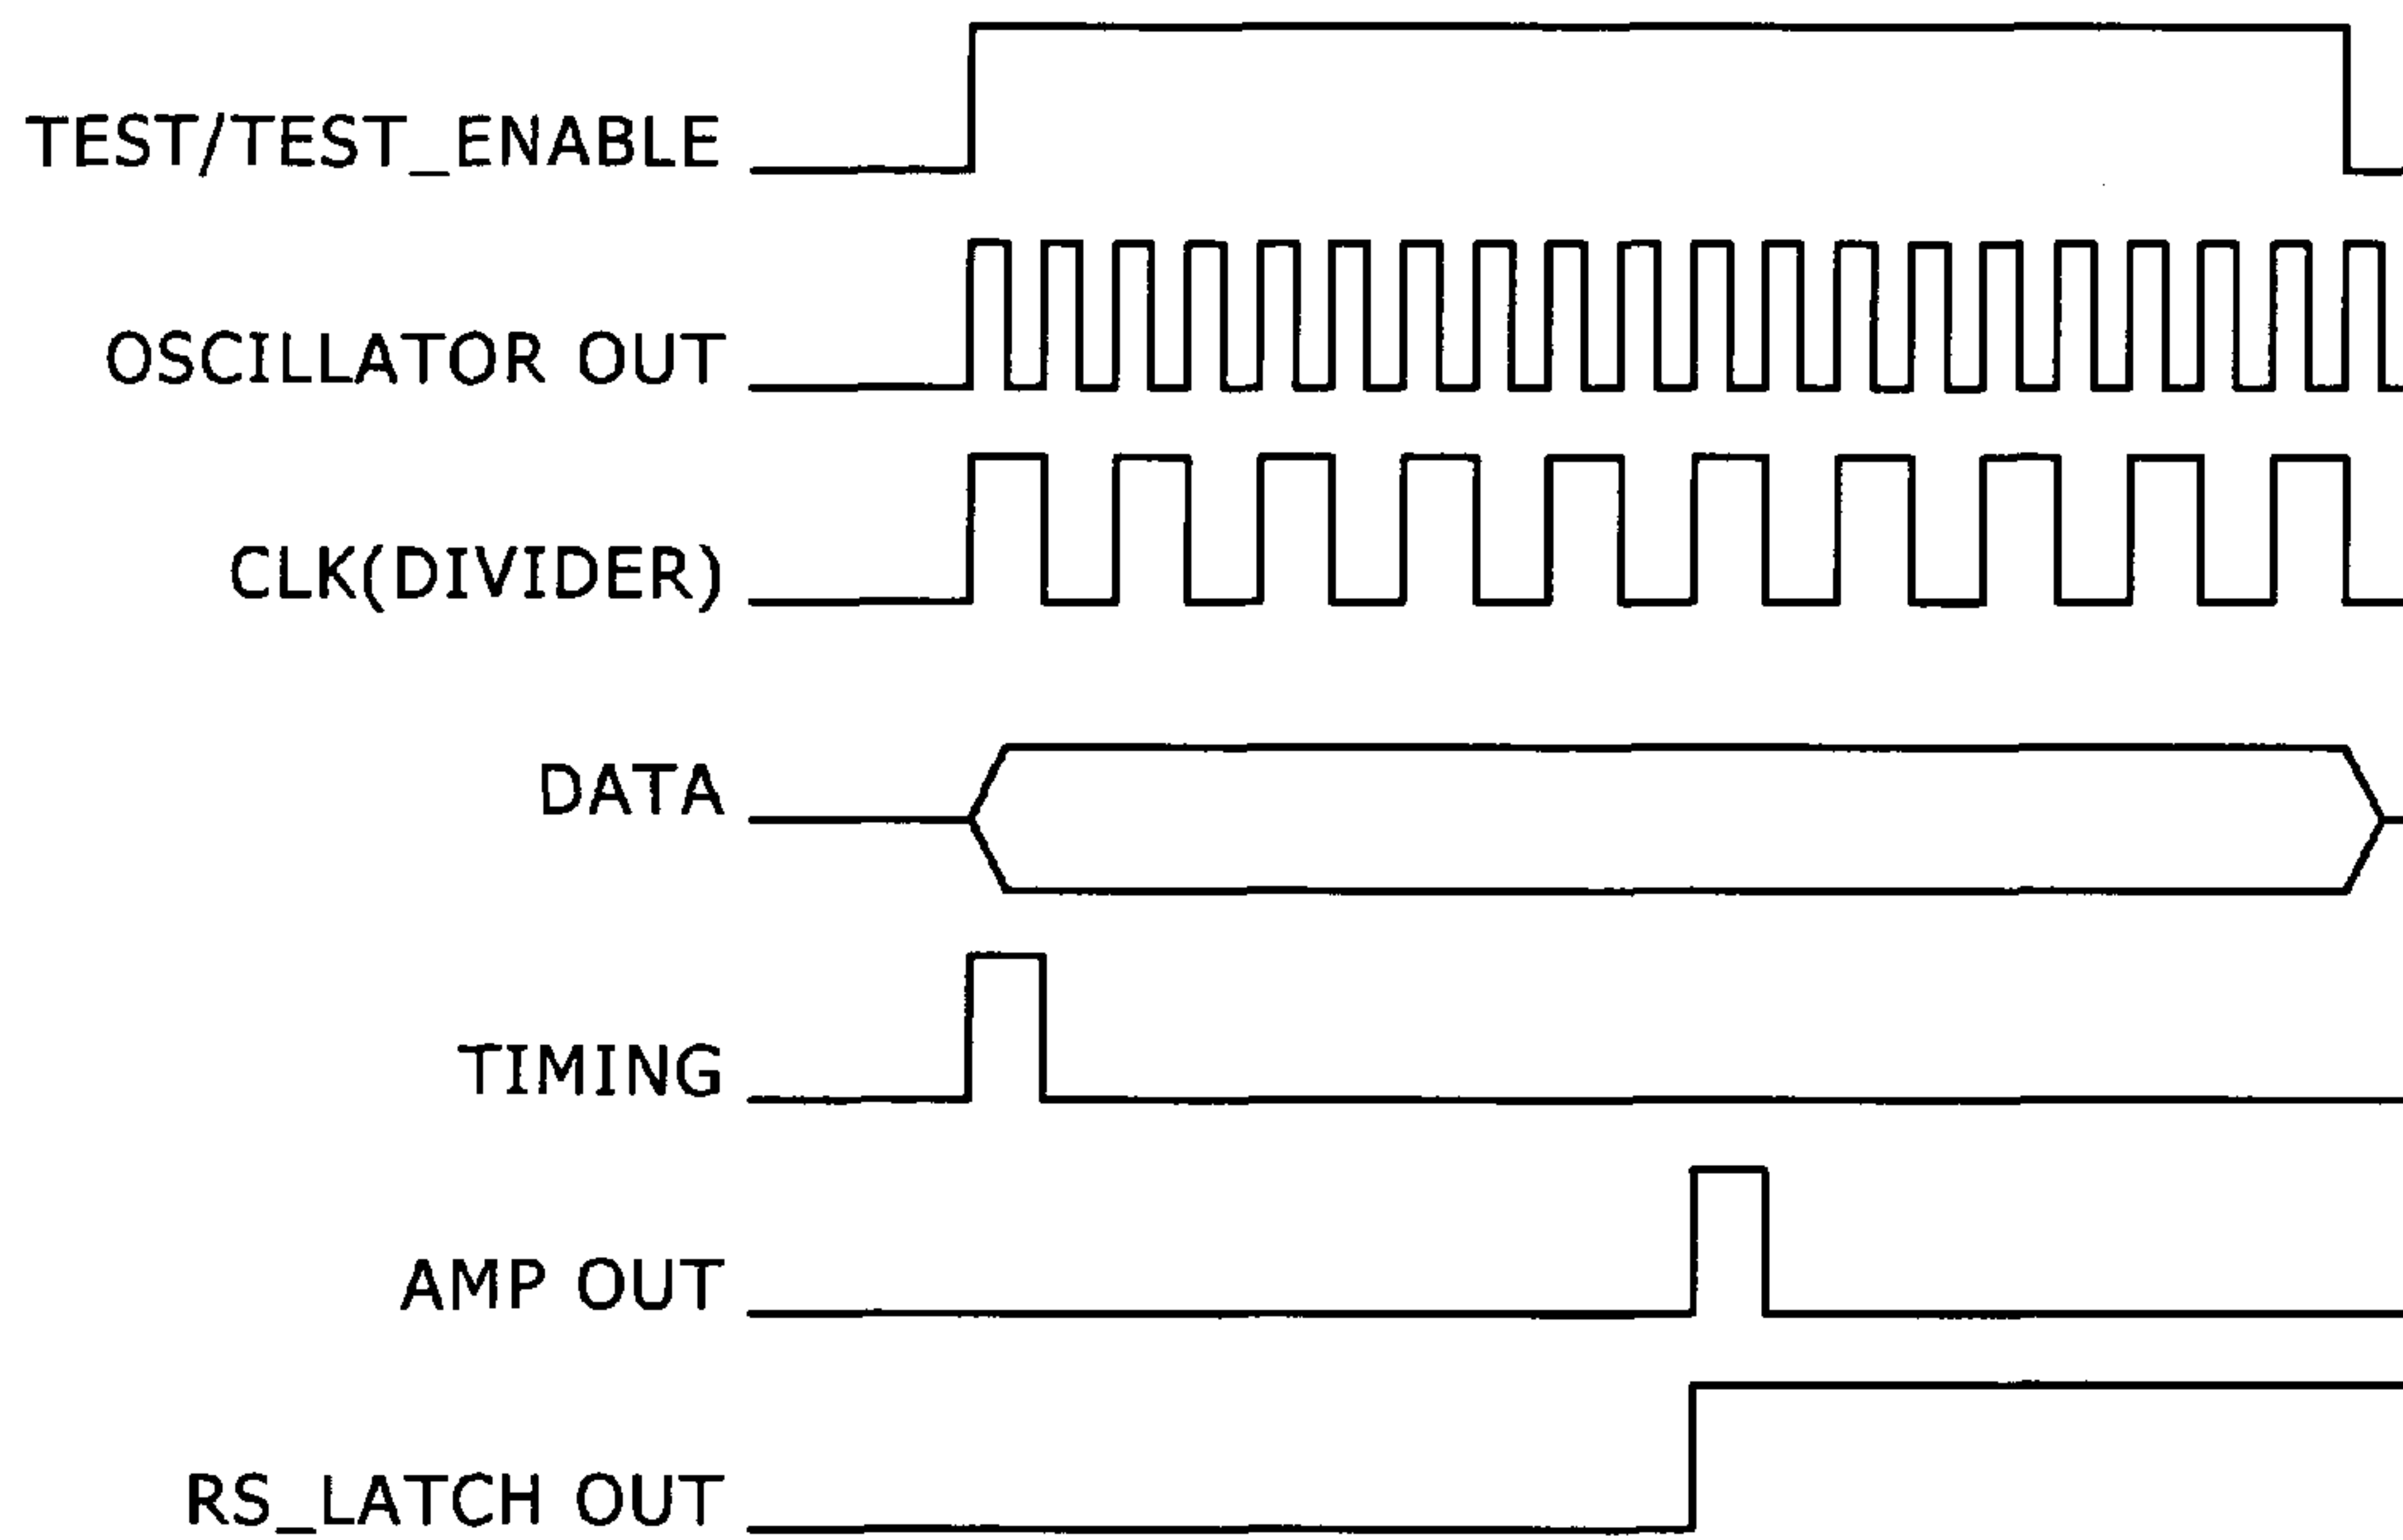 TEST/TEST_ENABLE
OSCILLATOR OUT
CLK(DIVIDER)
DATA
TIMING
AMP OUT
RS_LATCH OUT